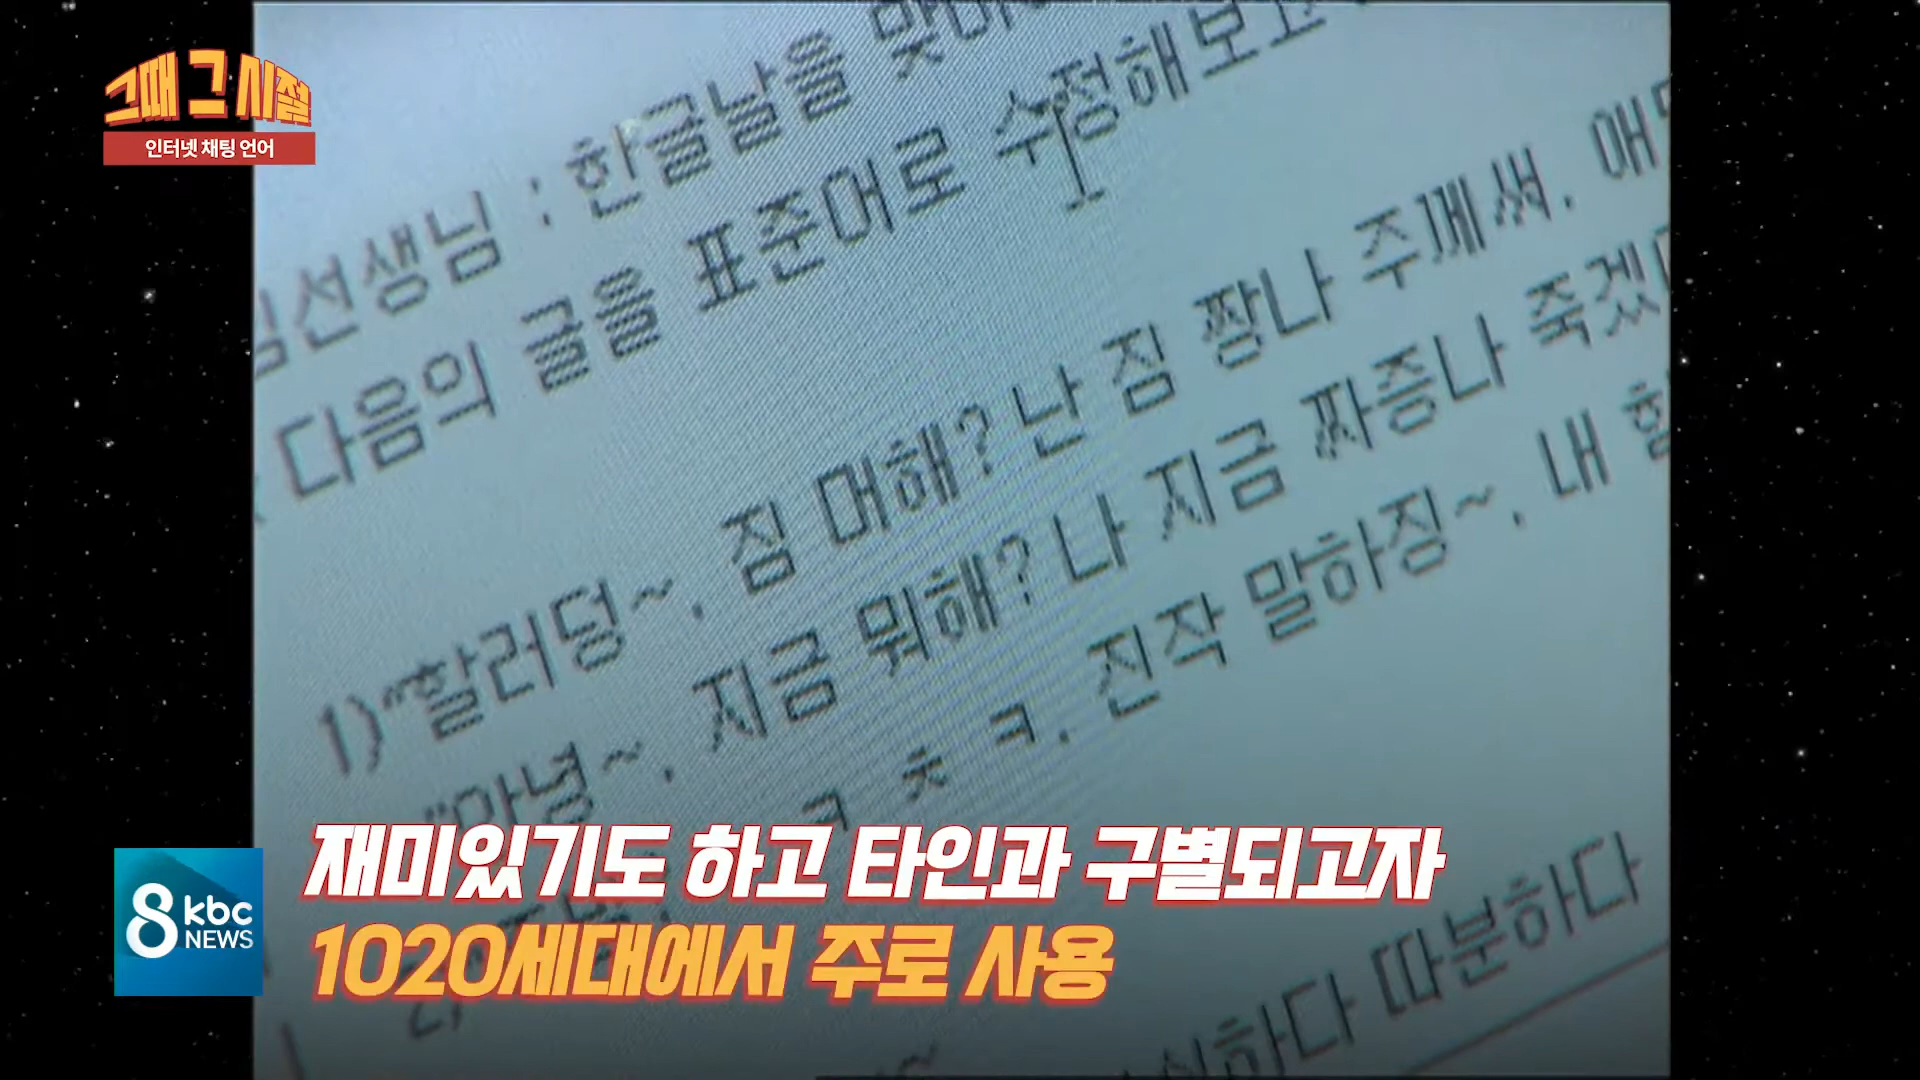 그때 그 시절
인터넷 채팅 언어
선생님 : 한글날을 맞이
다음의 글을 표준어로 수정해보고
1)"할러덩~. 짐 머해? 난 짐 짱나 주께써.
"안녕~. 지금 뭐해? 나 지금 짜증나 죽겠
ㅋ ㅊ ㅋ. 진작 말하징~. 내
재미있기도 하고 타인과 구별되고자
1020세대에서 주로 사용
2)
하다 따분하다
8 kbc
NEWS